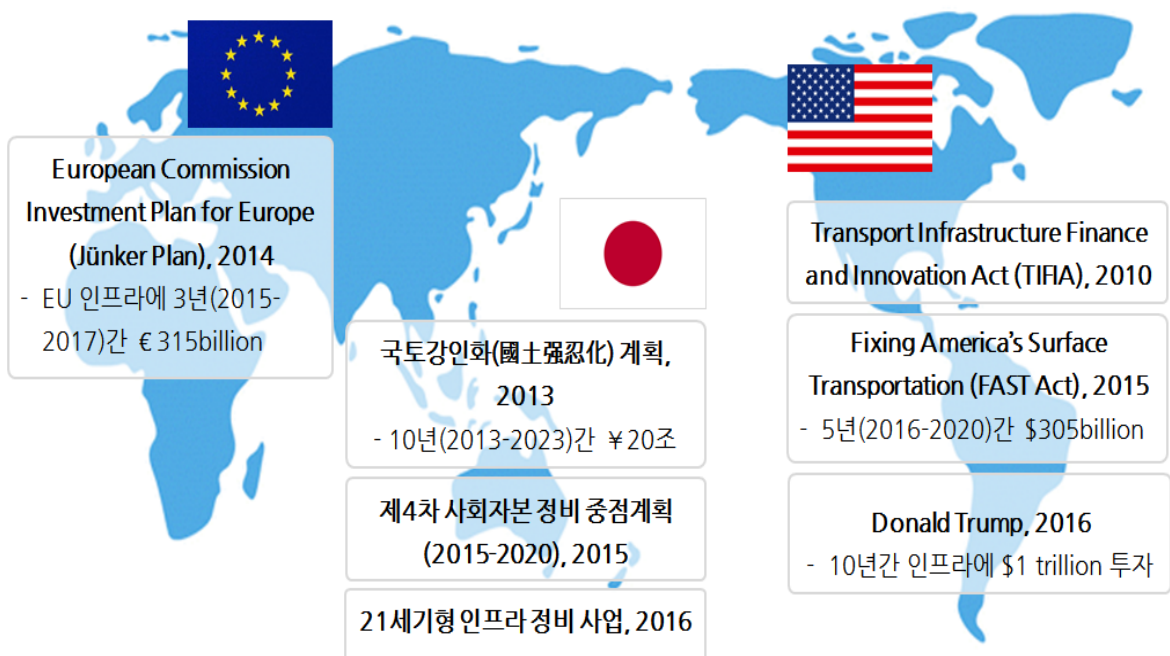 European Commission
Investment Plan for Europe
(Jünker Plan), 2014
- EU 인프라에 3년(2015-
2017)간 €315billion
국토강인화(國土强忍化) 계획,
2013
- 10년(2013-2023)간 ￥20조
제4차 사회자본 정비 중점계획
(2015-2020), 2015
21세기형 인프라 정비 사업, 2016
Transport Infrastructure Finance
and Innovation Act (TIFIA), 2010
Fixing America's Surface
Transportation (FAST Act), 2015
- 5년(2016-2020)간 $305billion
Donald Trump, 2016
- 10년간 인프라에 $1 trillion 투자